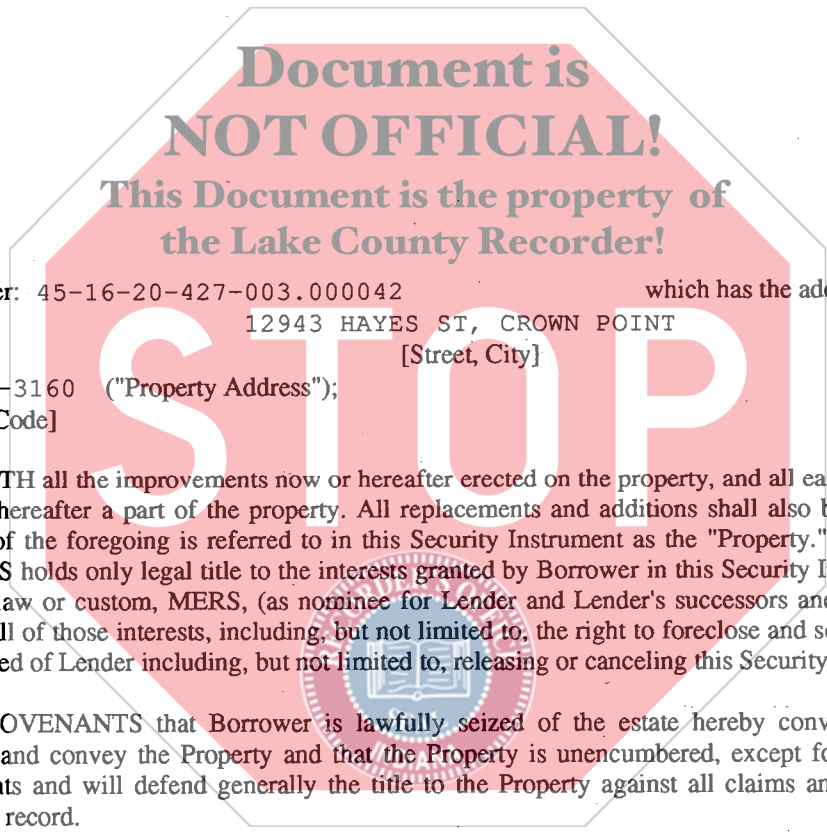 Document is
NOT OFFICIAL!
This Document is the property of
the Lake County Recorder!
er: 45-16-20-427-003.000042 which has the add
12943 HAYES ST, CROWN POINT
[Street, City]
-3160 ("Property Address");
Code]
STOP
TH all the improvements now or hereafter erected on the property, and all ea
hereafter a part of the property. All replacements and additions shall also b
of the foregoing is referred to in this Security Instrument as the "Property."
S holds only legal title to the interests granted by Borrower in this Security I
aw or custom, MERS, (as nominee for Lender and Lender's successors and
ll of those interests, including, but not limited to, the right to foreclose and se
ed of Lender including, but not limited to, releasing or canceling this Security
OVENANTS that Borrower is lawfully seized of the estate hereby conv
and convey the Property and that the Property is unencumbered, except fo
nts and will defend generally the title to the Property against all claims an
record.